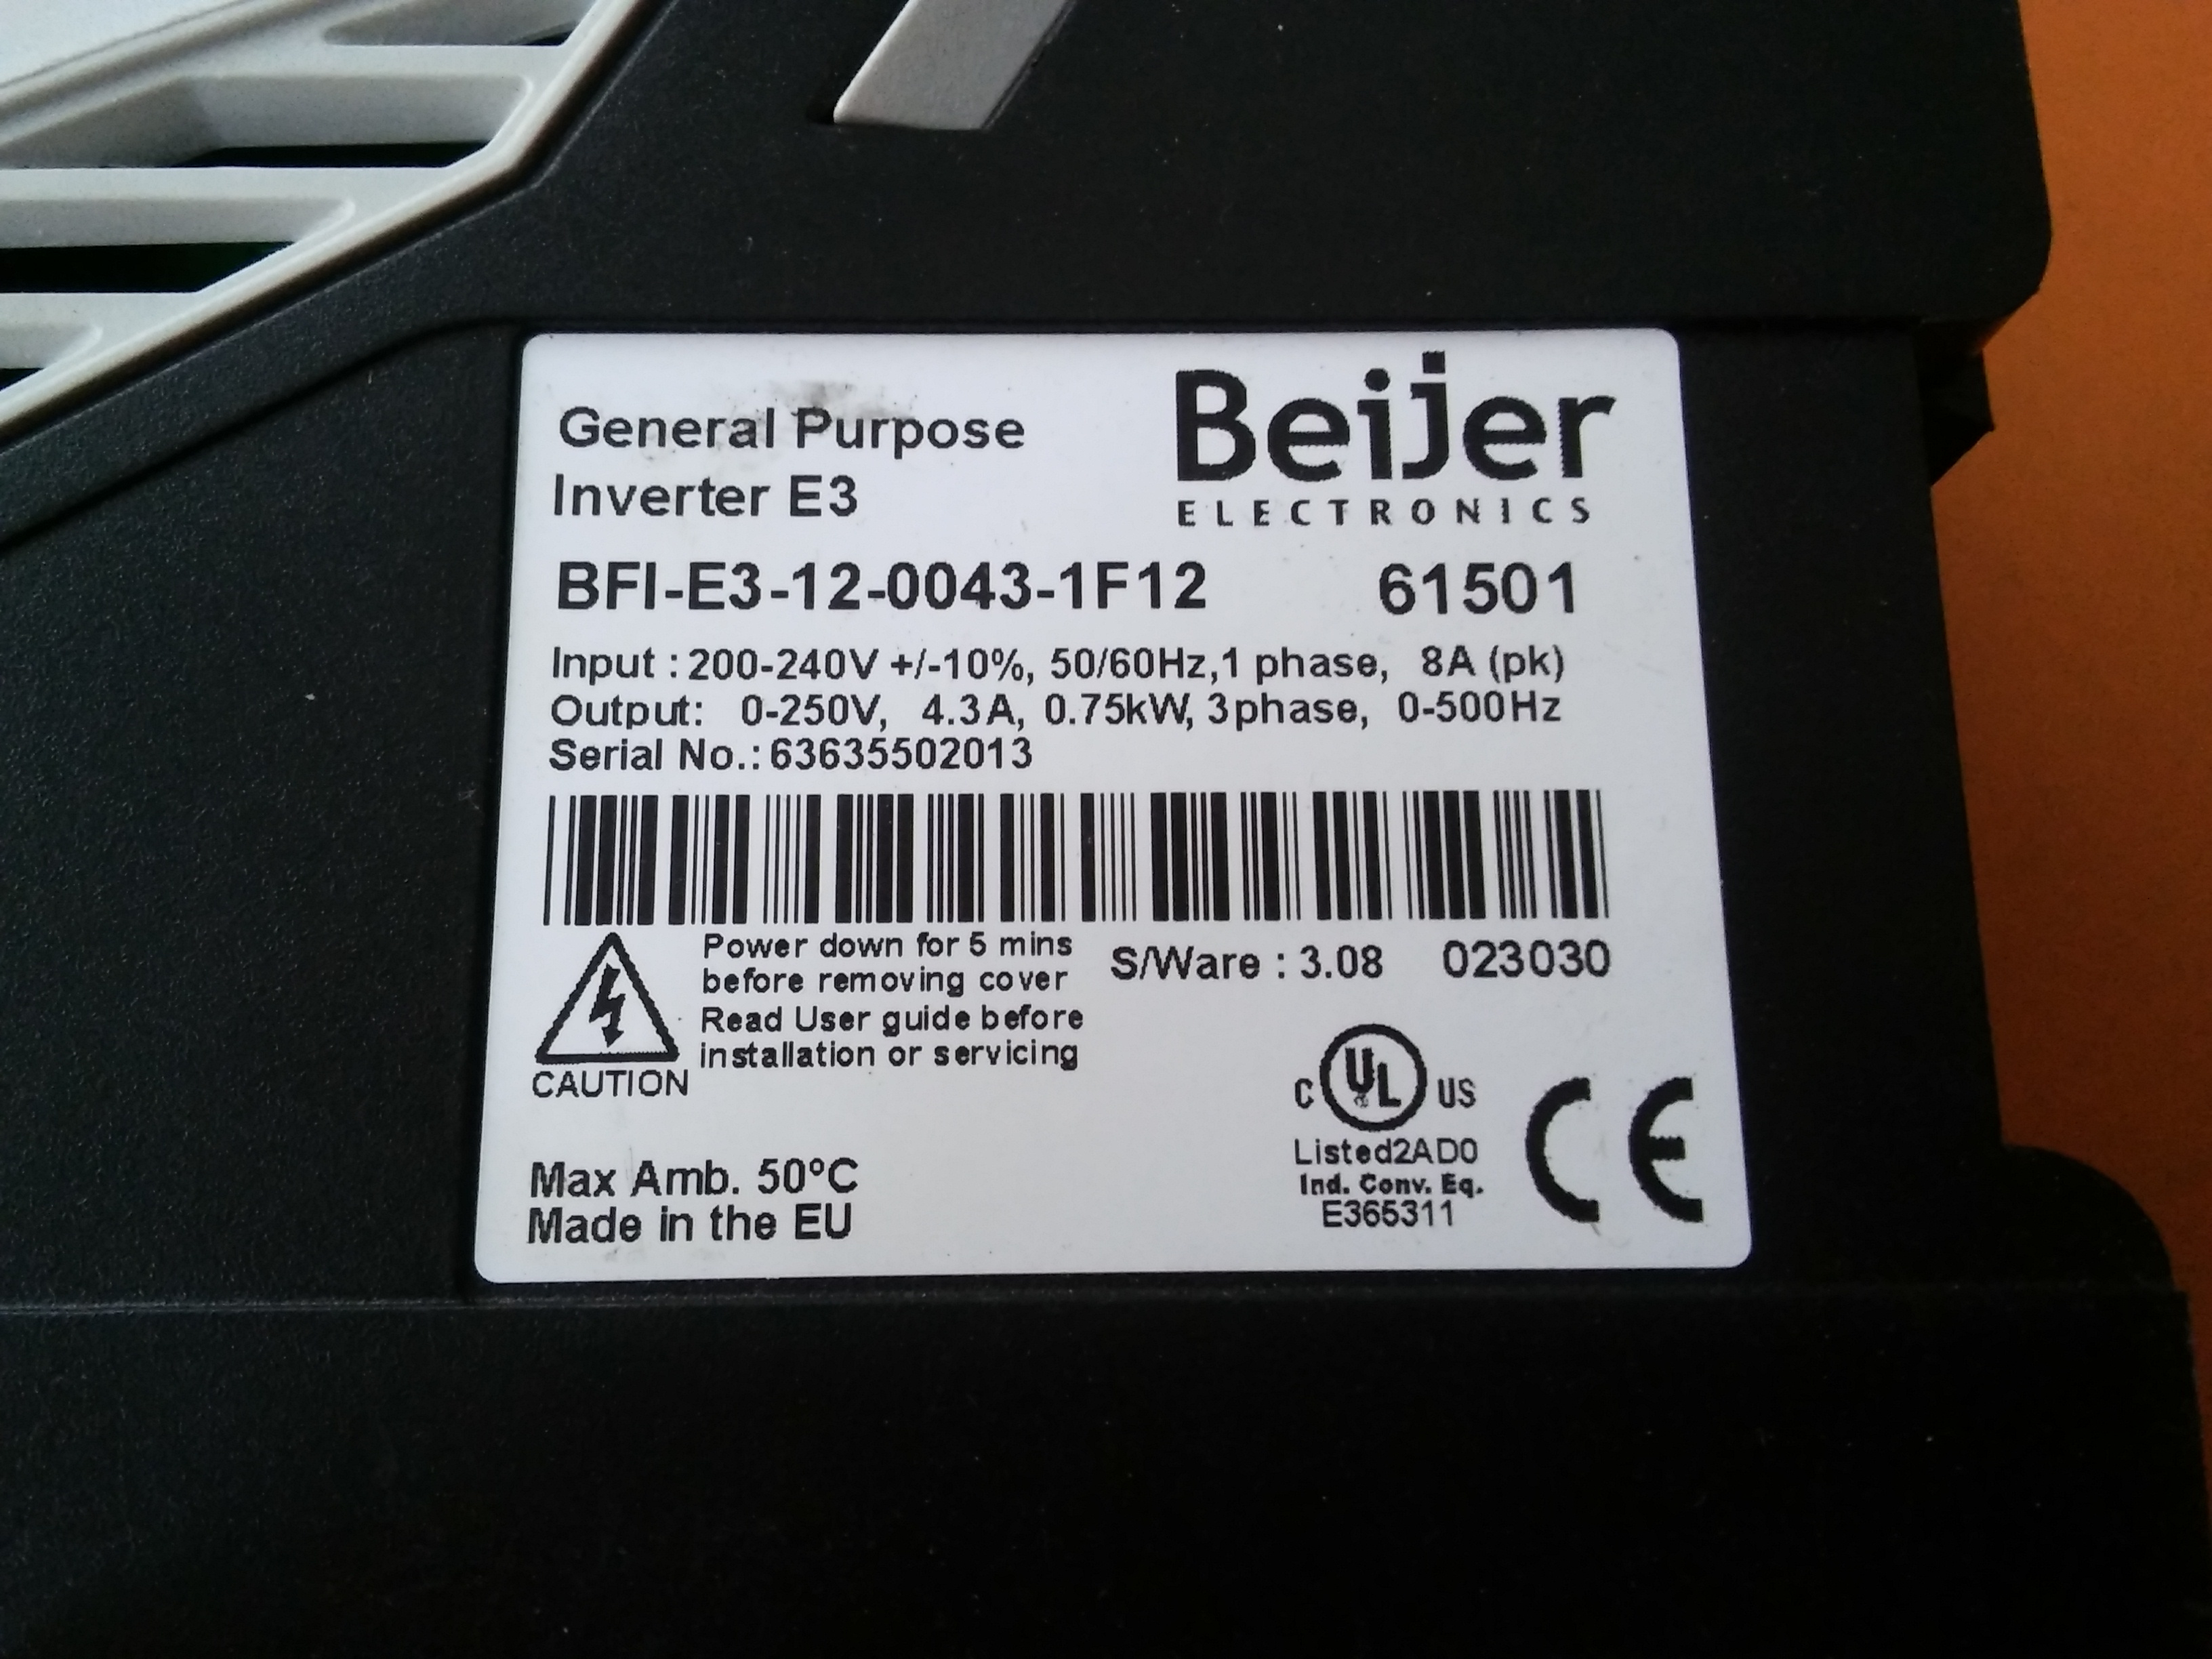 General Purpose
Inverter E3
Beijer
ELECTRONICS
BFI-E3-12-0043-1F12 61501
Input : 200-240V +/-10%, 50/60Hz,1 phase, 8A (pk)
Output: 0-250V, 4.3A, 0.75kW, 3phase, 0-500Hz
Serial No.: 63635502013
Power down for 5 mins
before removing cover
Read User guide before
installation or servicing
CAUTION
S/Ware : 3.08 023030
Max Amb. 50°C
Made in the EU
C UL US
Listed2AD0
Ind. Conv. Eq.
E365311
CE